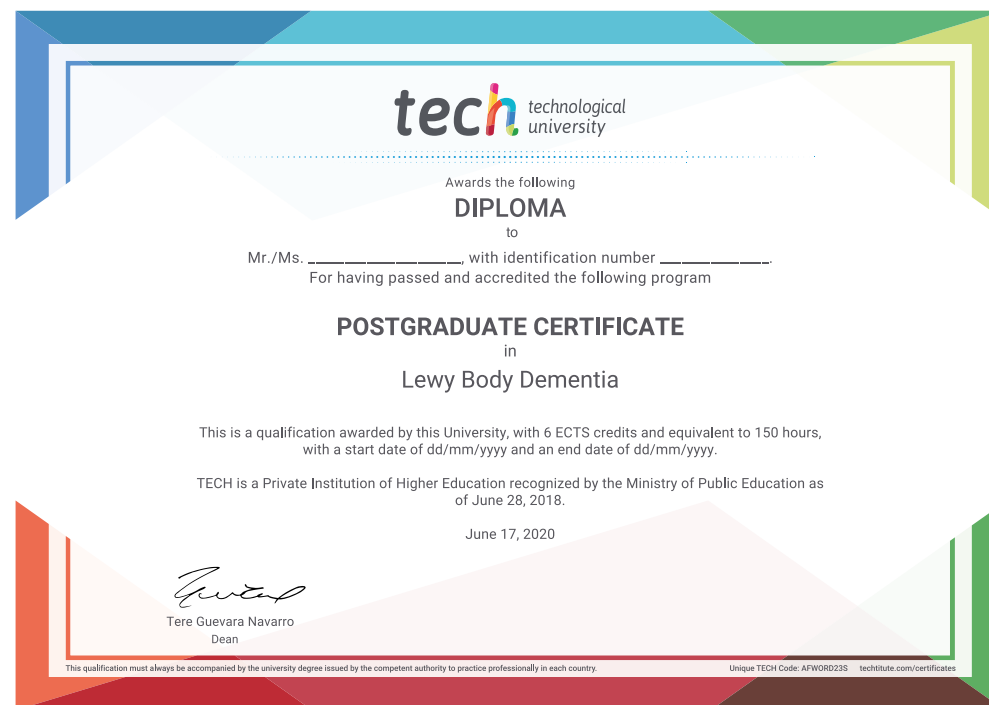 tech technological
university
Awards the following
DIPLOMA
to
Mr./Ms. ____________________, with identification number ______________.
For having passed and accredited the following program
POSTGRADUATE CERTIFICATE
in
Lewy Body Dementia
This is a qualification awarded by this University, with 6 ECTS credits and equivalent to 150 hours,
with a start date of dd/mm/yyyy and an end date of dd/mm/yyyy.
TECH is a Private Institution of Higher Education recognized by the Ministry of Public Education as
of June 28, 2018.
June 17, 2020
Tere Guevara Navarro
Dean
This qualification must always be accompanied by the university degree issued by the competent authority to practice professionally in each country.
Unique TECH Code: AFWORD23S techtitute.com/certificates